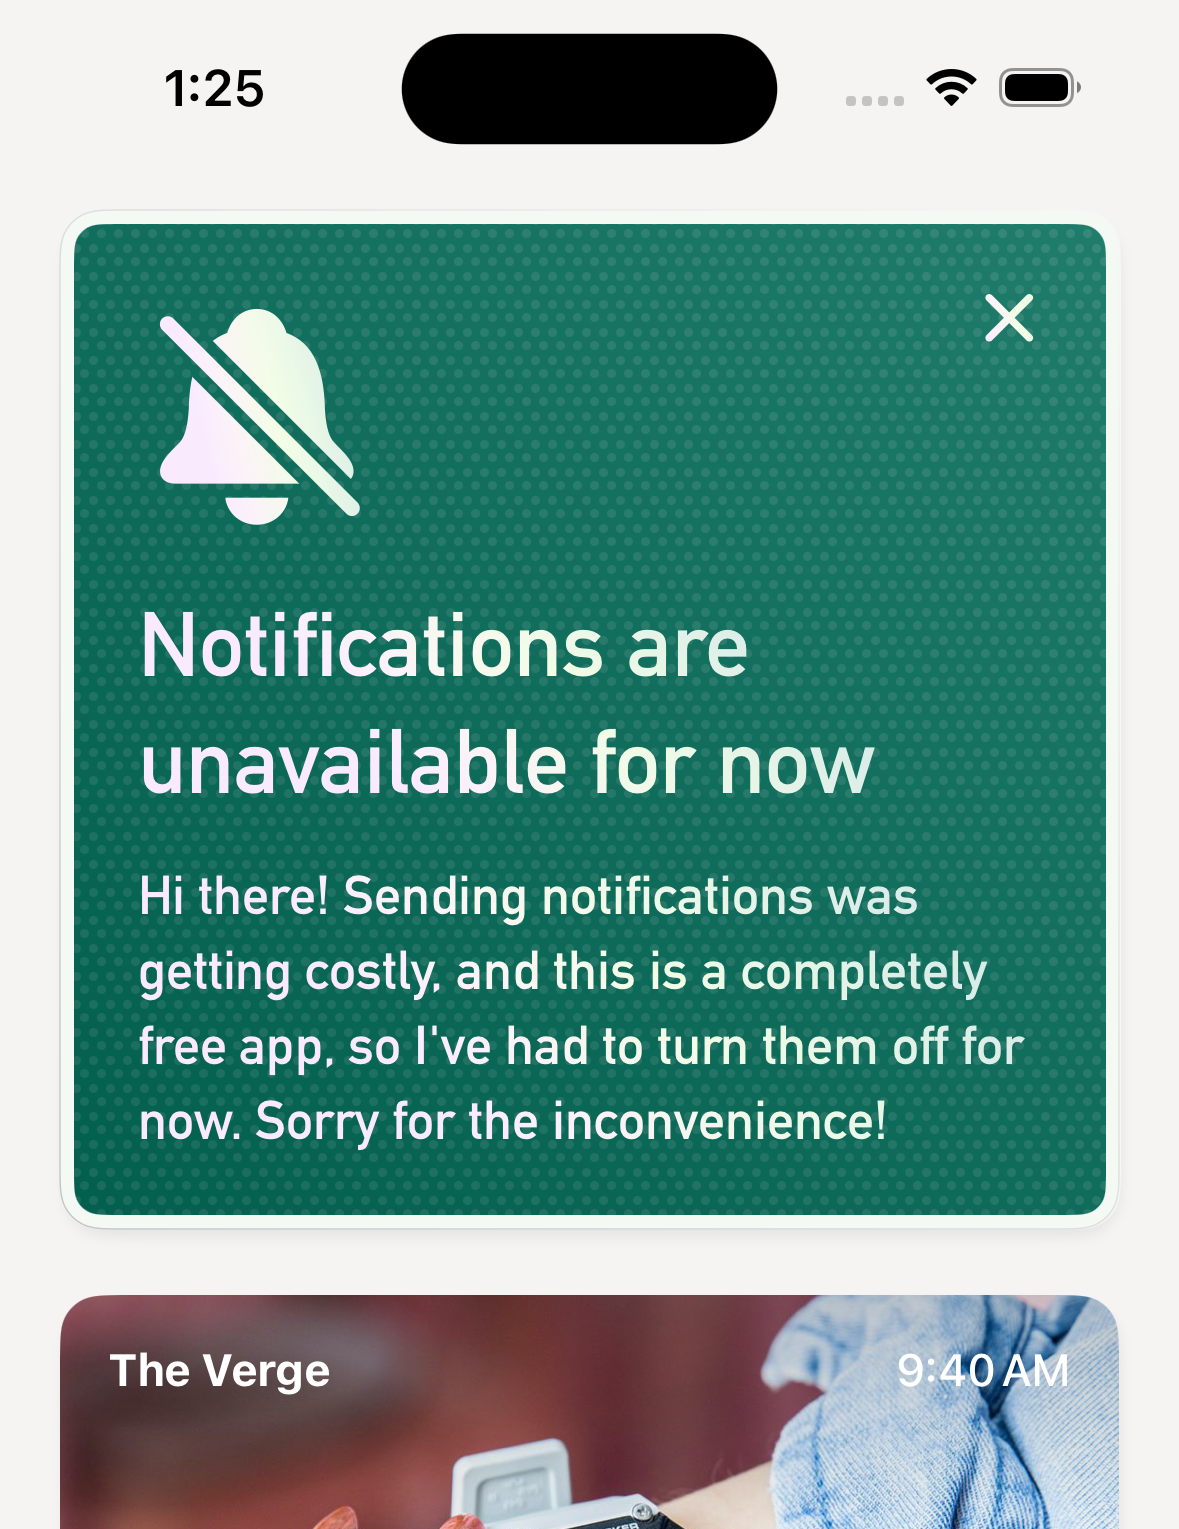 1:25
Notifications are
unavailable for now
Hi there! Sending notifications was
getting costly, and this is a completely
free app, so I've had to turn them off for
now. Sorry for the inconvenience!
The Verge
9:40 AM